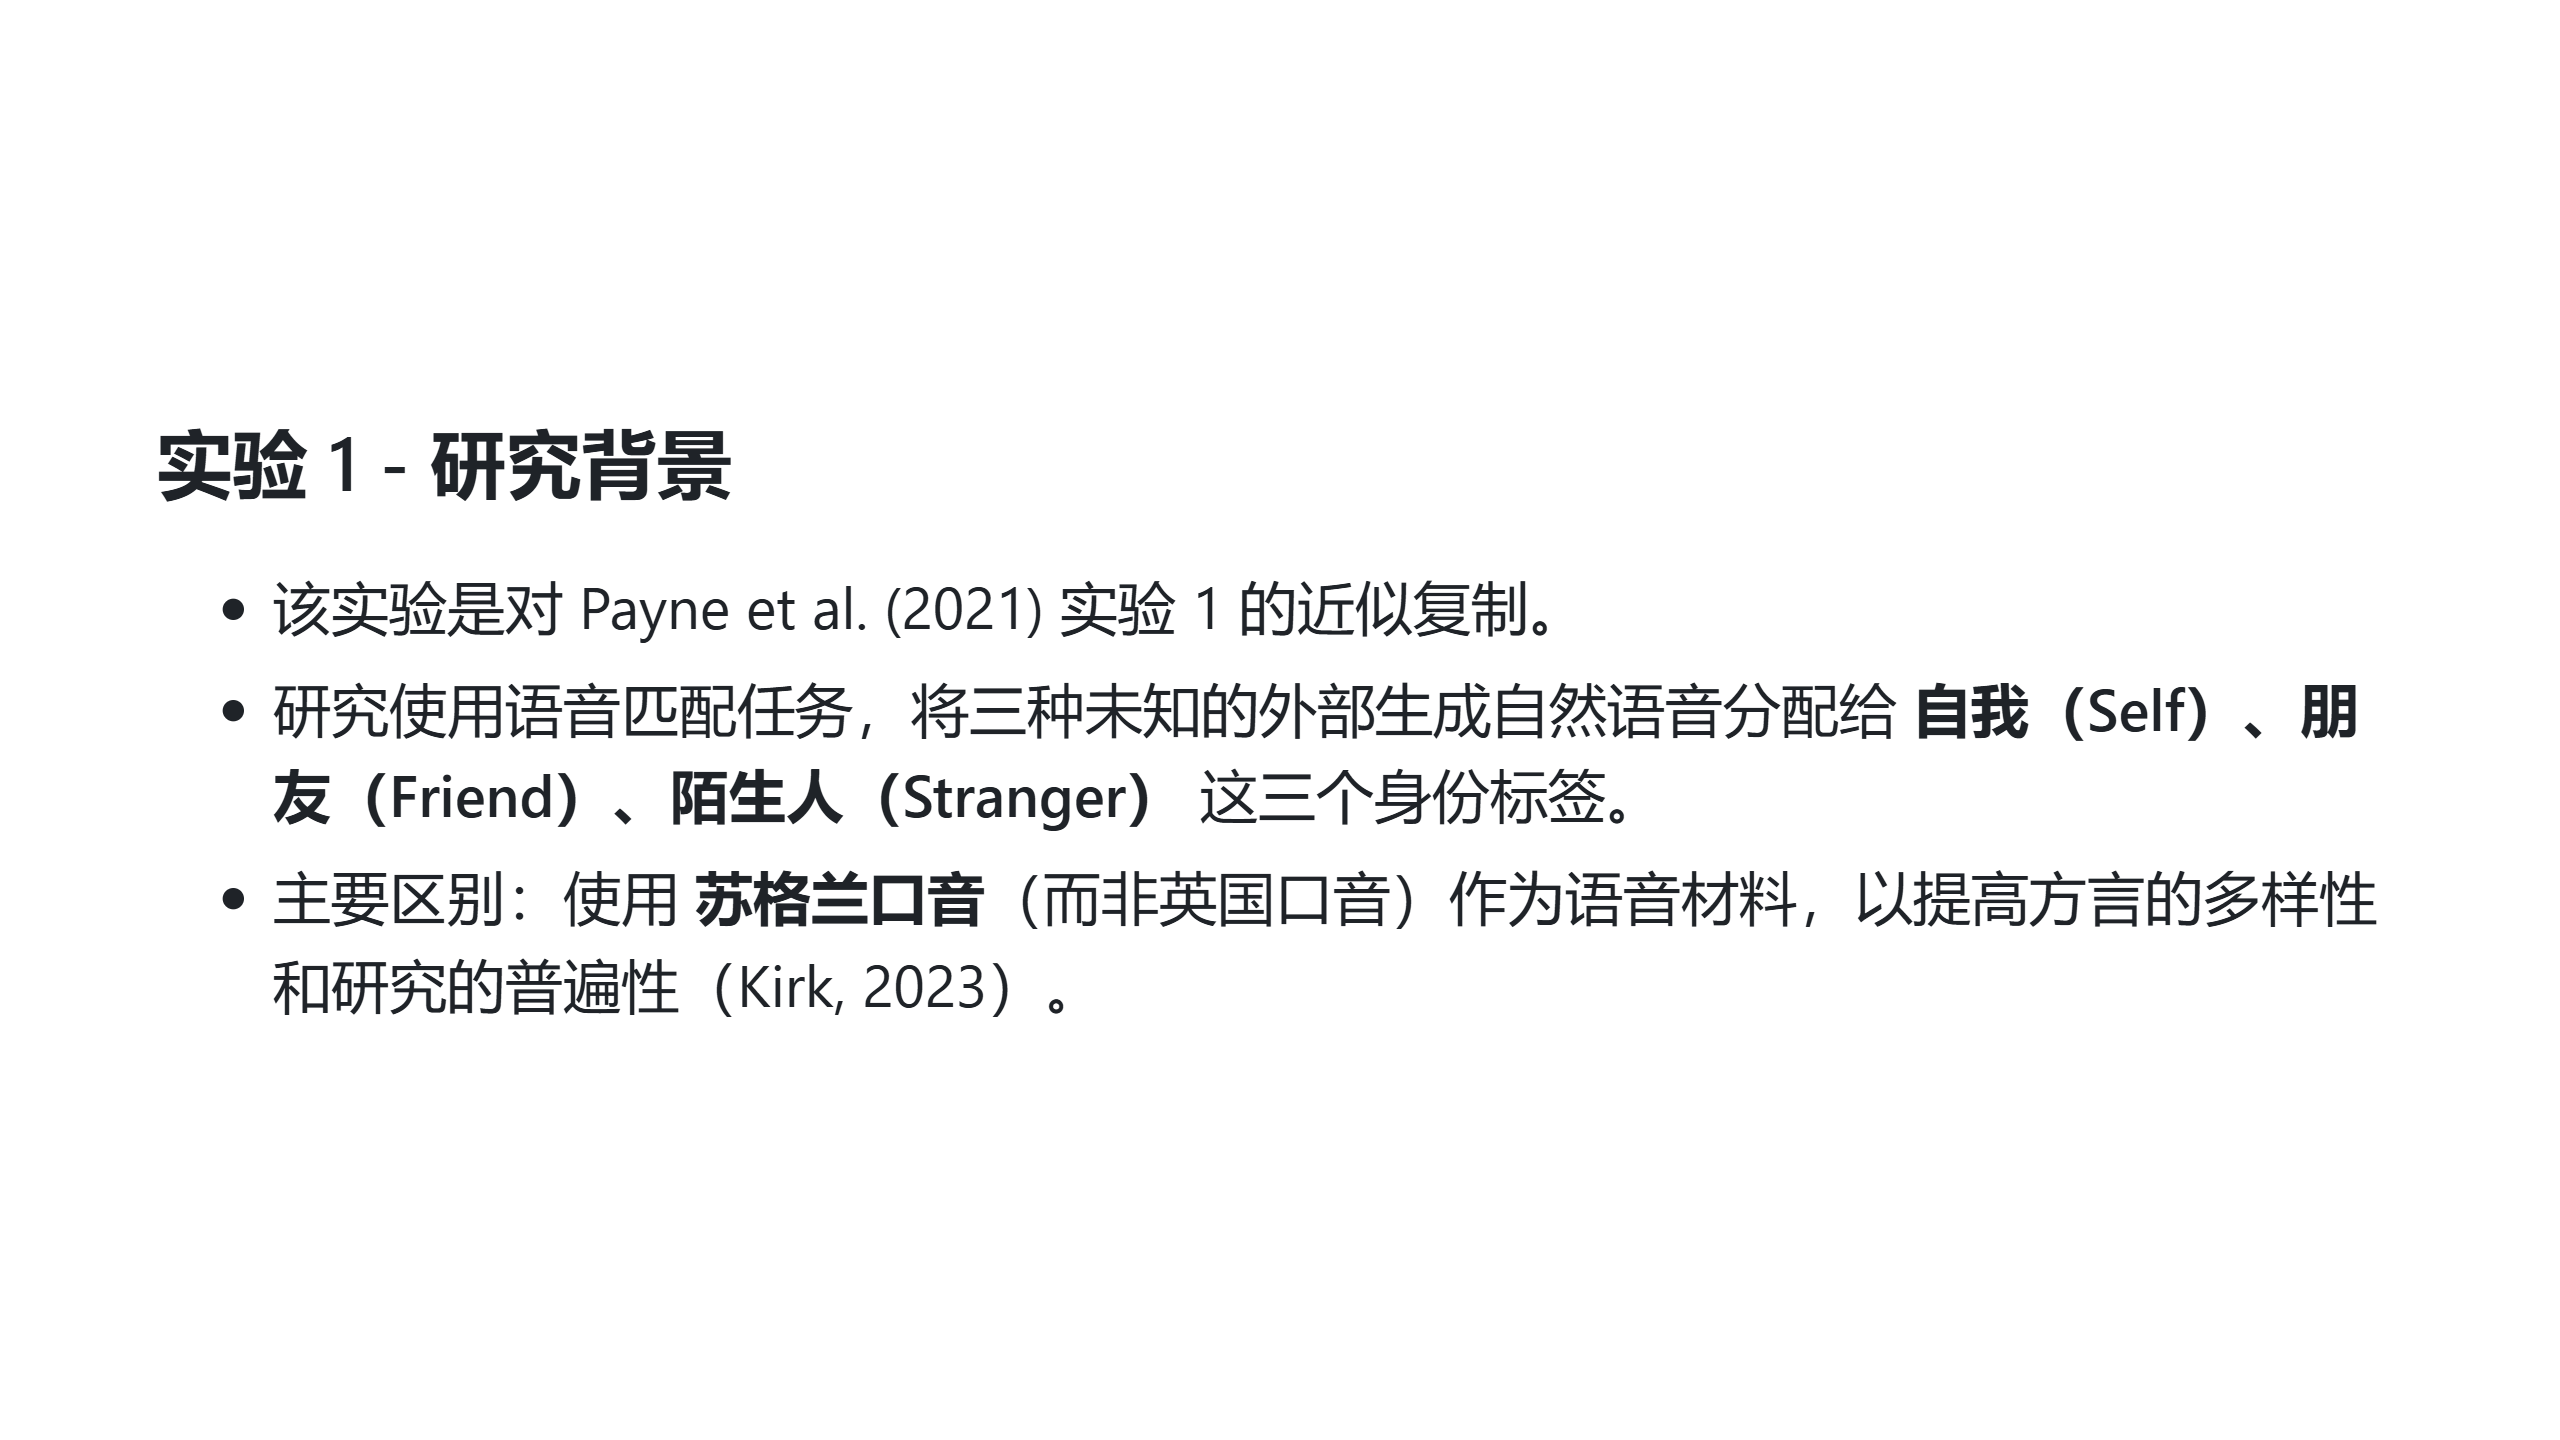 实验 1 - 研究背景
• 该实验是对 Payne et al. (2021) 实验 1 的近似复制。
• 研究使用语音匹配任务，将三种未知的外部生成自然语音分配给 自我（Self）、朋
友（Friend）、陌生人（Stranger） 这三个身份标签。
• 主要区别：使用 苏格兰口音（而非英国口音）作为语音材料，以提高方言的多样性
和研究的普遍性（Kirk, 2023）。